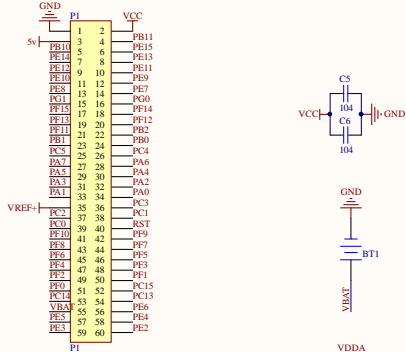 GND
P1
VCC
1 2
5v 3 4 PB11
PB10 5 6 PE15
PE14 7 8 PE13
PE12 9 10 PE11
PE10 11 12 PE9
PE8 13 14 PE7
PG1 15 16 PG0
PF15 17 18 PF14
PF13 19 20 PF12
PF11 21 22 PB2
PB1 23 24 PB0
PC5 25 26 PC4
PA7 27 28 PA6
PA5 29 30 PA4
PA3 31 32 PA2
PA1 33 34 PA0
VREF+ 35 36 PC3
PC2 37 38 PC1
PC0 39 40 RST
PF10 41 42 PF9
PF8 43 44 PF7
PF6 45 46 PF5
PF4 47 48 PF3
PF2 49 50 PF1
PF0 51 52 PC15
PC14 53 54 PC13
VBAT 55 56 PE6
PE5 57 58 PE4
PE3 59 60 PE2
P1
C5
104
VCC
GND
C6
104
GND
BT1
VBAT
VDDA